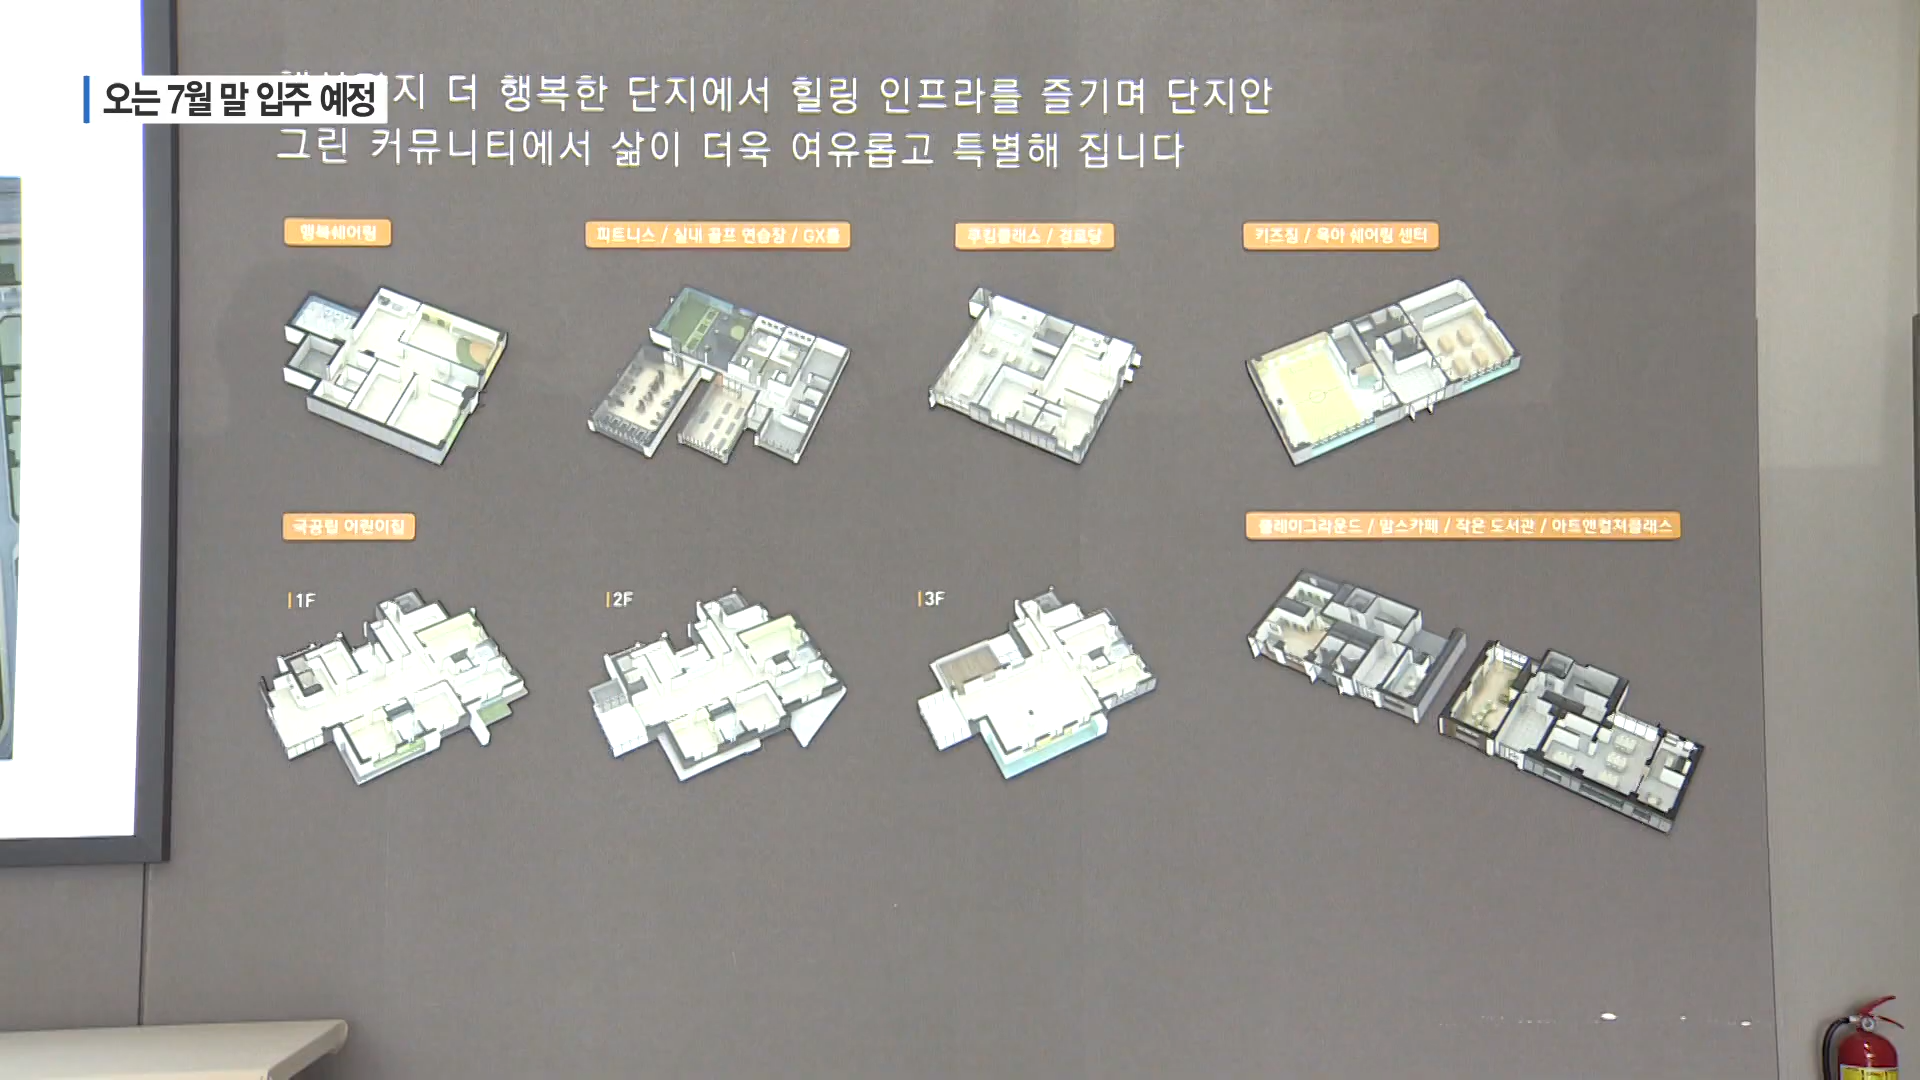 오는 7월 말 입주 예정
지 더 행복한 단지에서 힐링 인프라를 즐기며 단지안
그린 커뮤니티에서 삶이 더욱 여유롭고 특별해 집니다
행복쉐어링
피트니스 / 실내 골프 연습장 / GX룸
쿠킹클래스 / 경로당
키즈짐 / 육아 쉐어링 센터
국공립 어린이집
플레이그라운드 / 맘스카페 / 작은 도서관 / 아트앤컬쳐클래스
1F
2F
3F